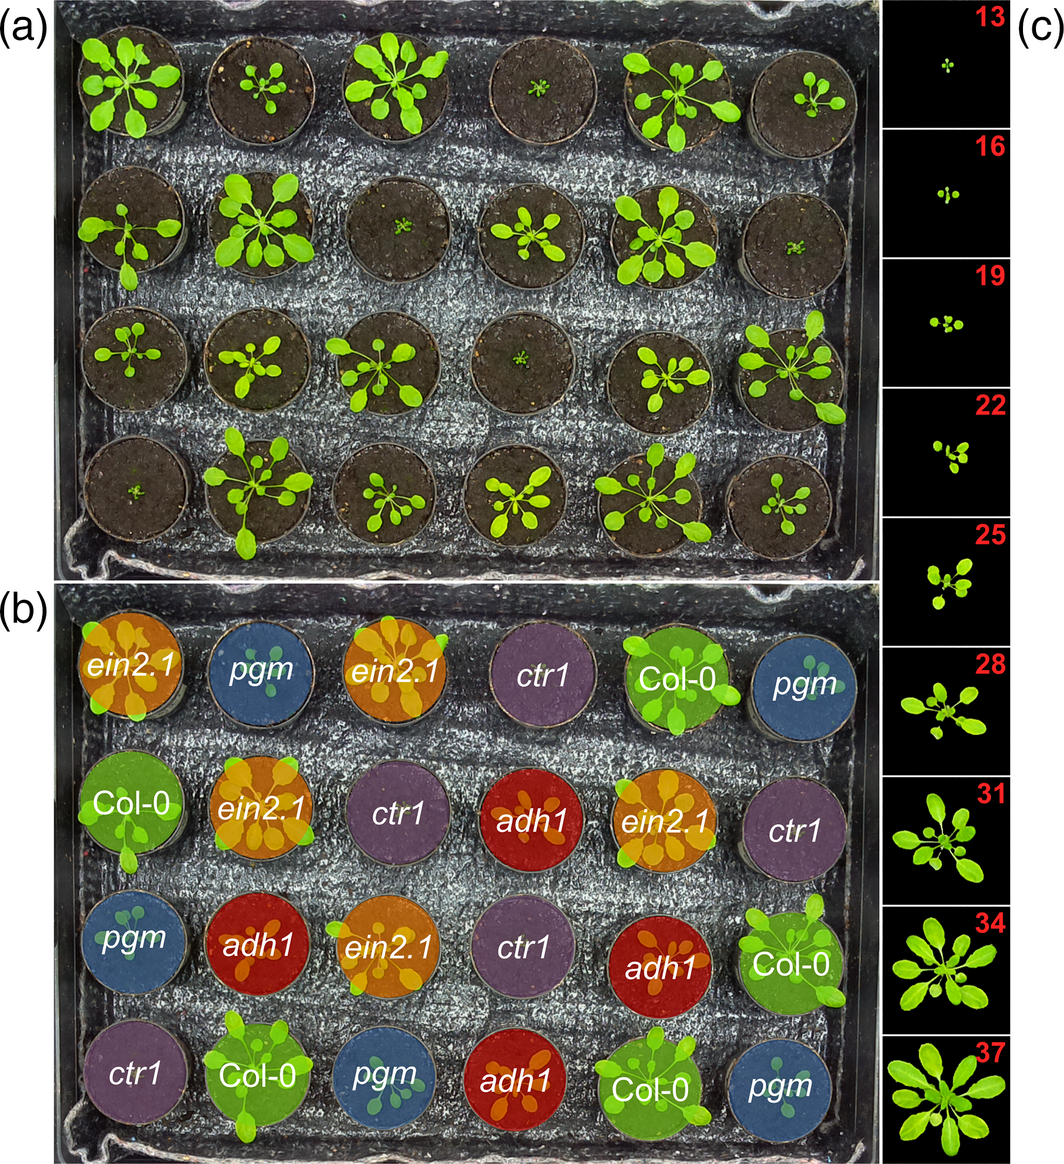 (a)
13
(c)
16
19
22
25
(b)
ein2.1 pgm ein2.1 ctr1 Col-0 pgm
28
Col-0 ein2.1 ctr1 adh1 ein2.1 ctr1
31
pgm adh1 ein2.1 ctr1 adh1 Col-0
34
ctr1 Col-0 pgm adh1 Col-0 pgm
37